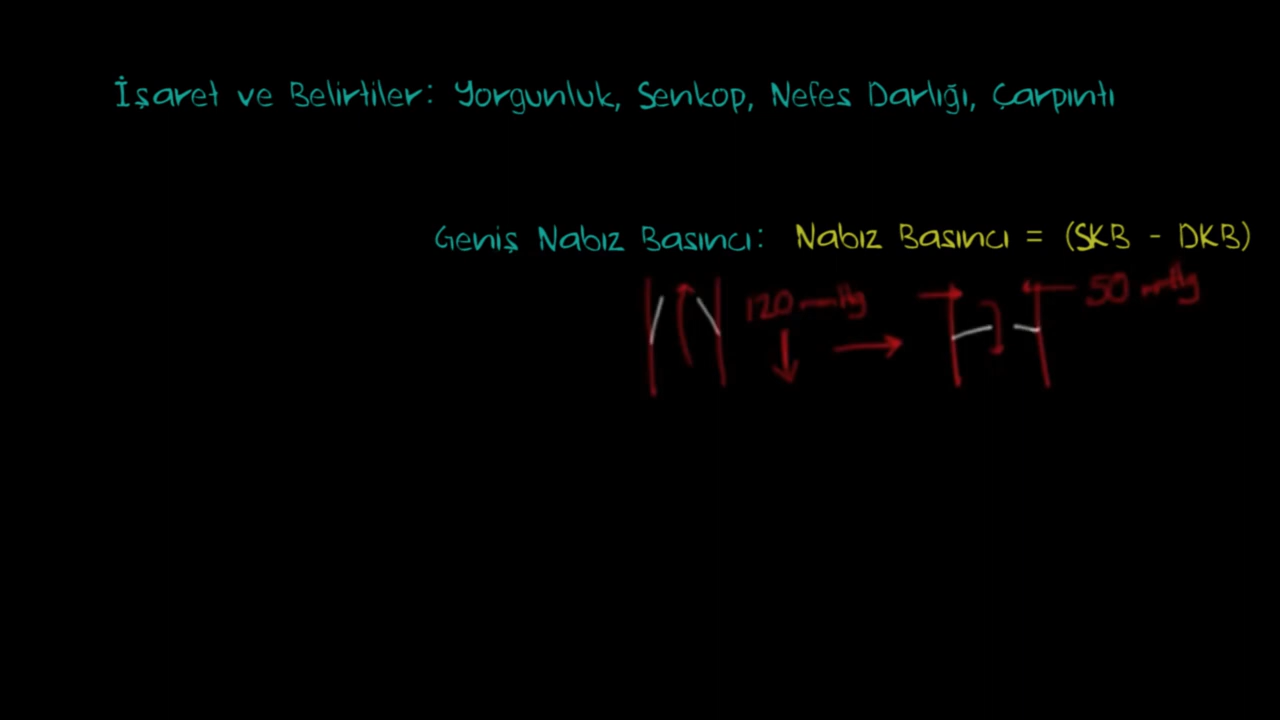 İşaret ve Belirtiler: Yorgunluk, Senkop, Nefes Darlığı, Çarpıntı
Geniş Nabız Basıncı: Nabız Basıncı = (SKB - DKB)
120 mmHg 50 mmHg